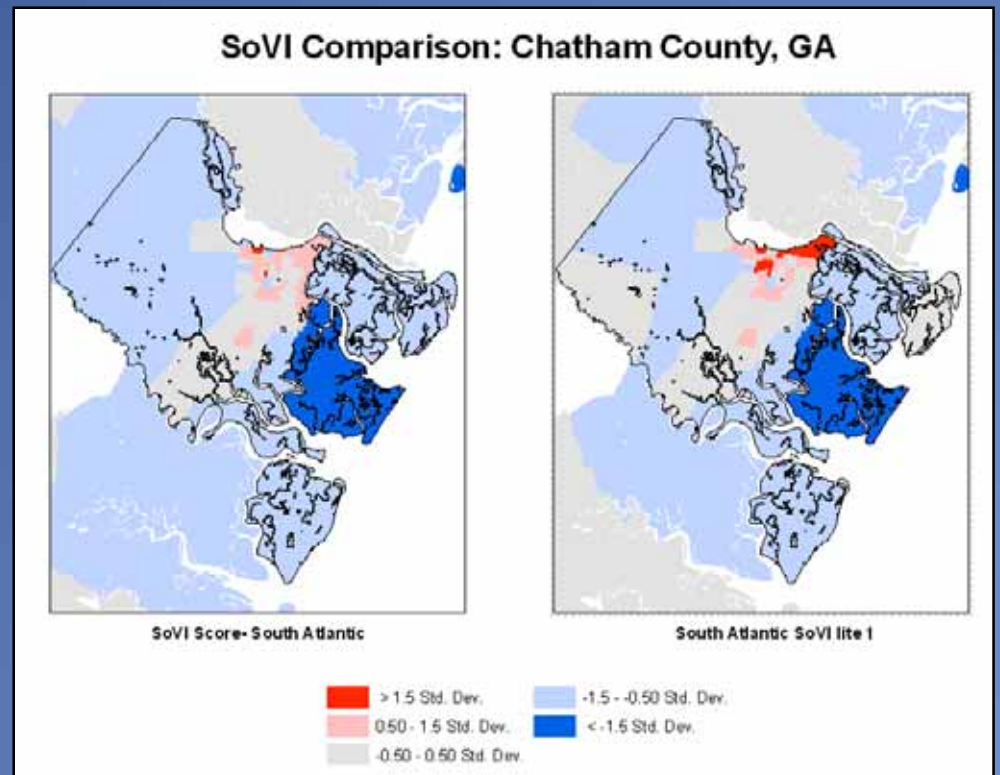 SoVI Comparison: Chatham County, GA
SoVI Score- South Atlantic
South Atlantic SoVI lite 1
> 1.5 Std. Dev.
0.50 - 1.5 Std. Dev.
-0.50 - 0.50 Std. Dev.
-1.5 - -0.50 Std. Dev.
< -1.5 Std. Dev.